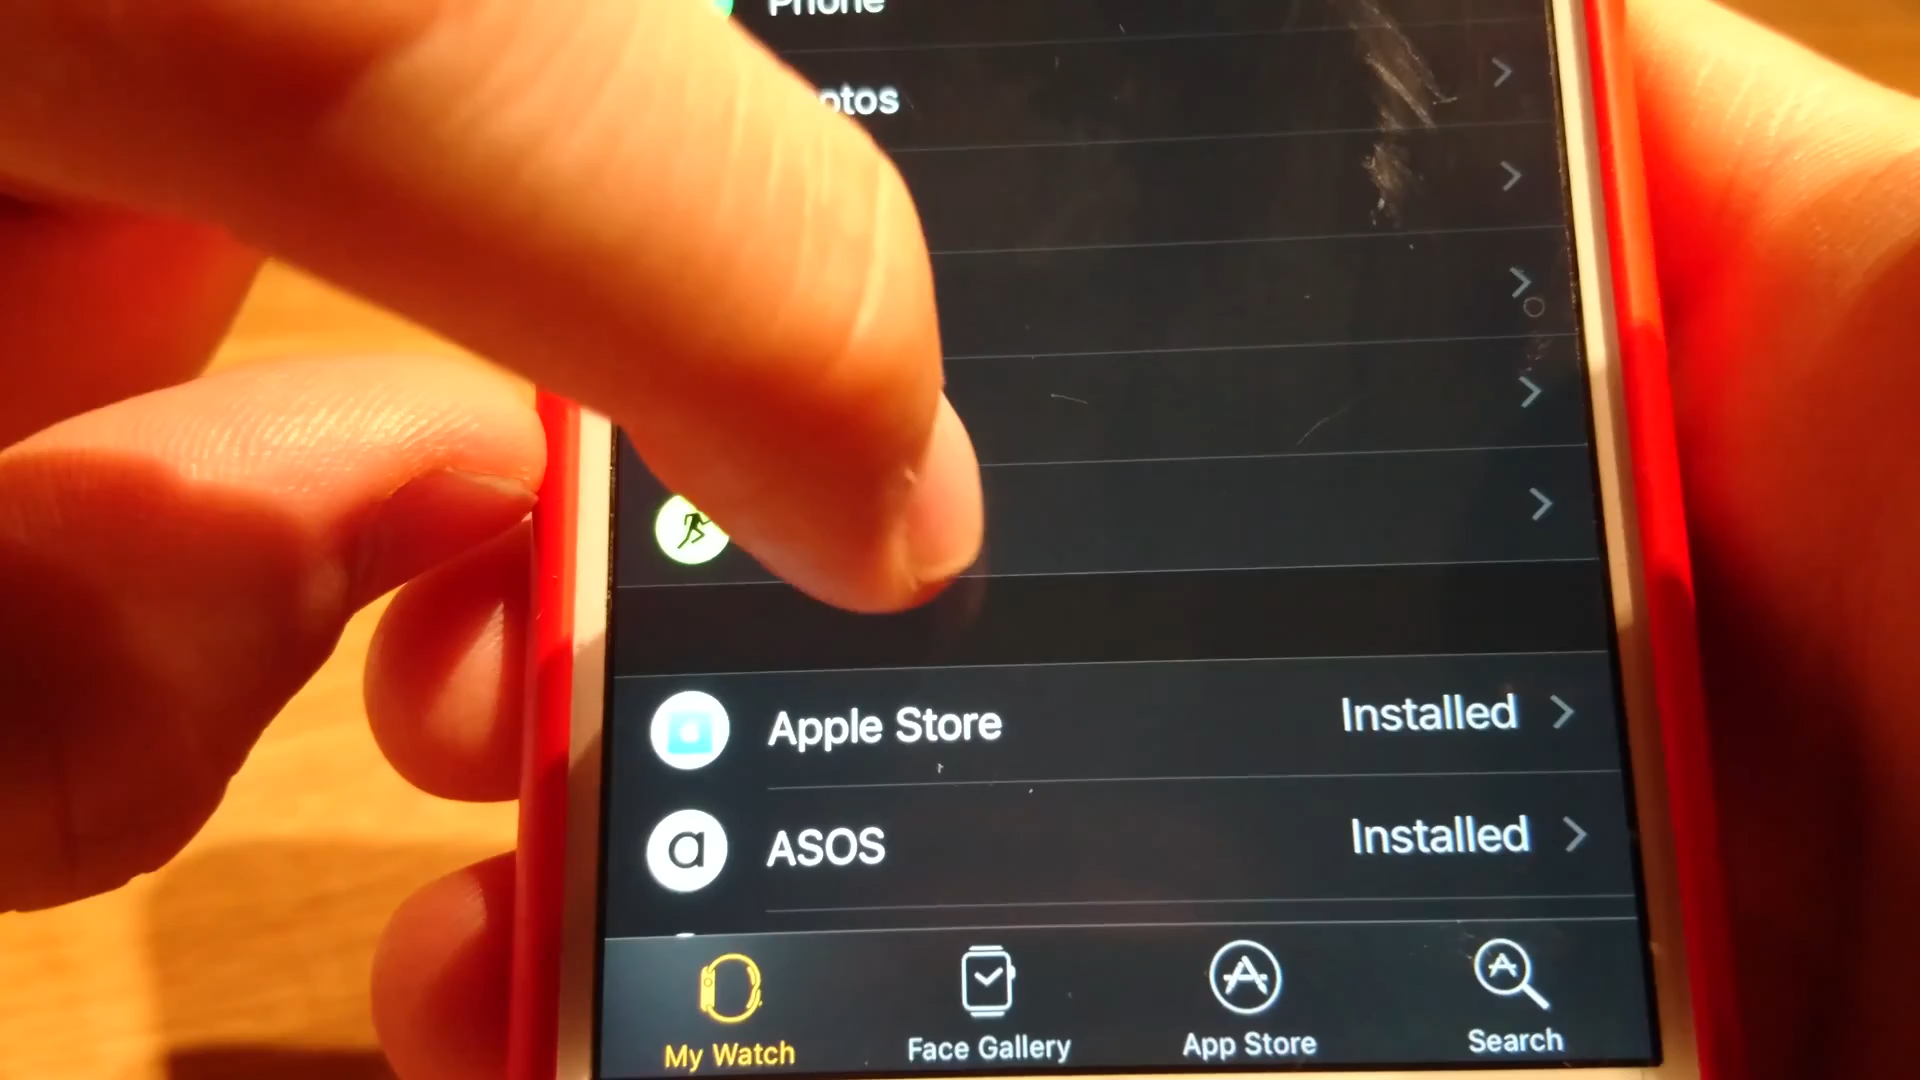 Phone
otos
Apple Store Installed
ASOS Installed
My Watch Face Gallery App Store Search